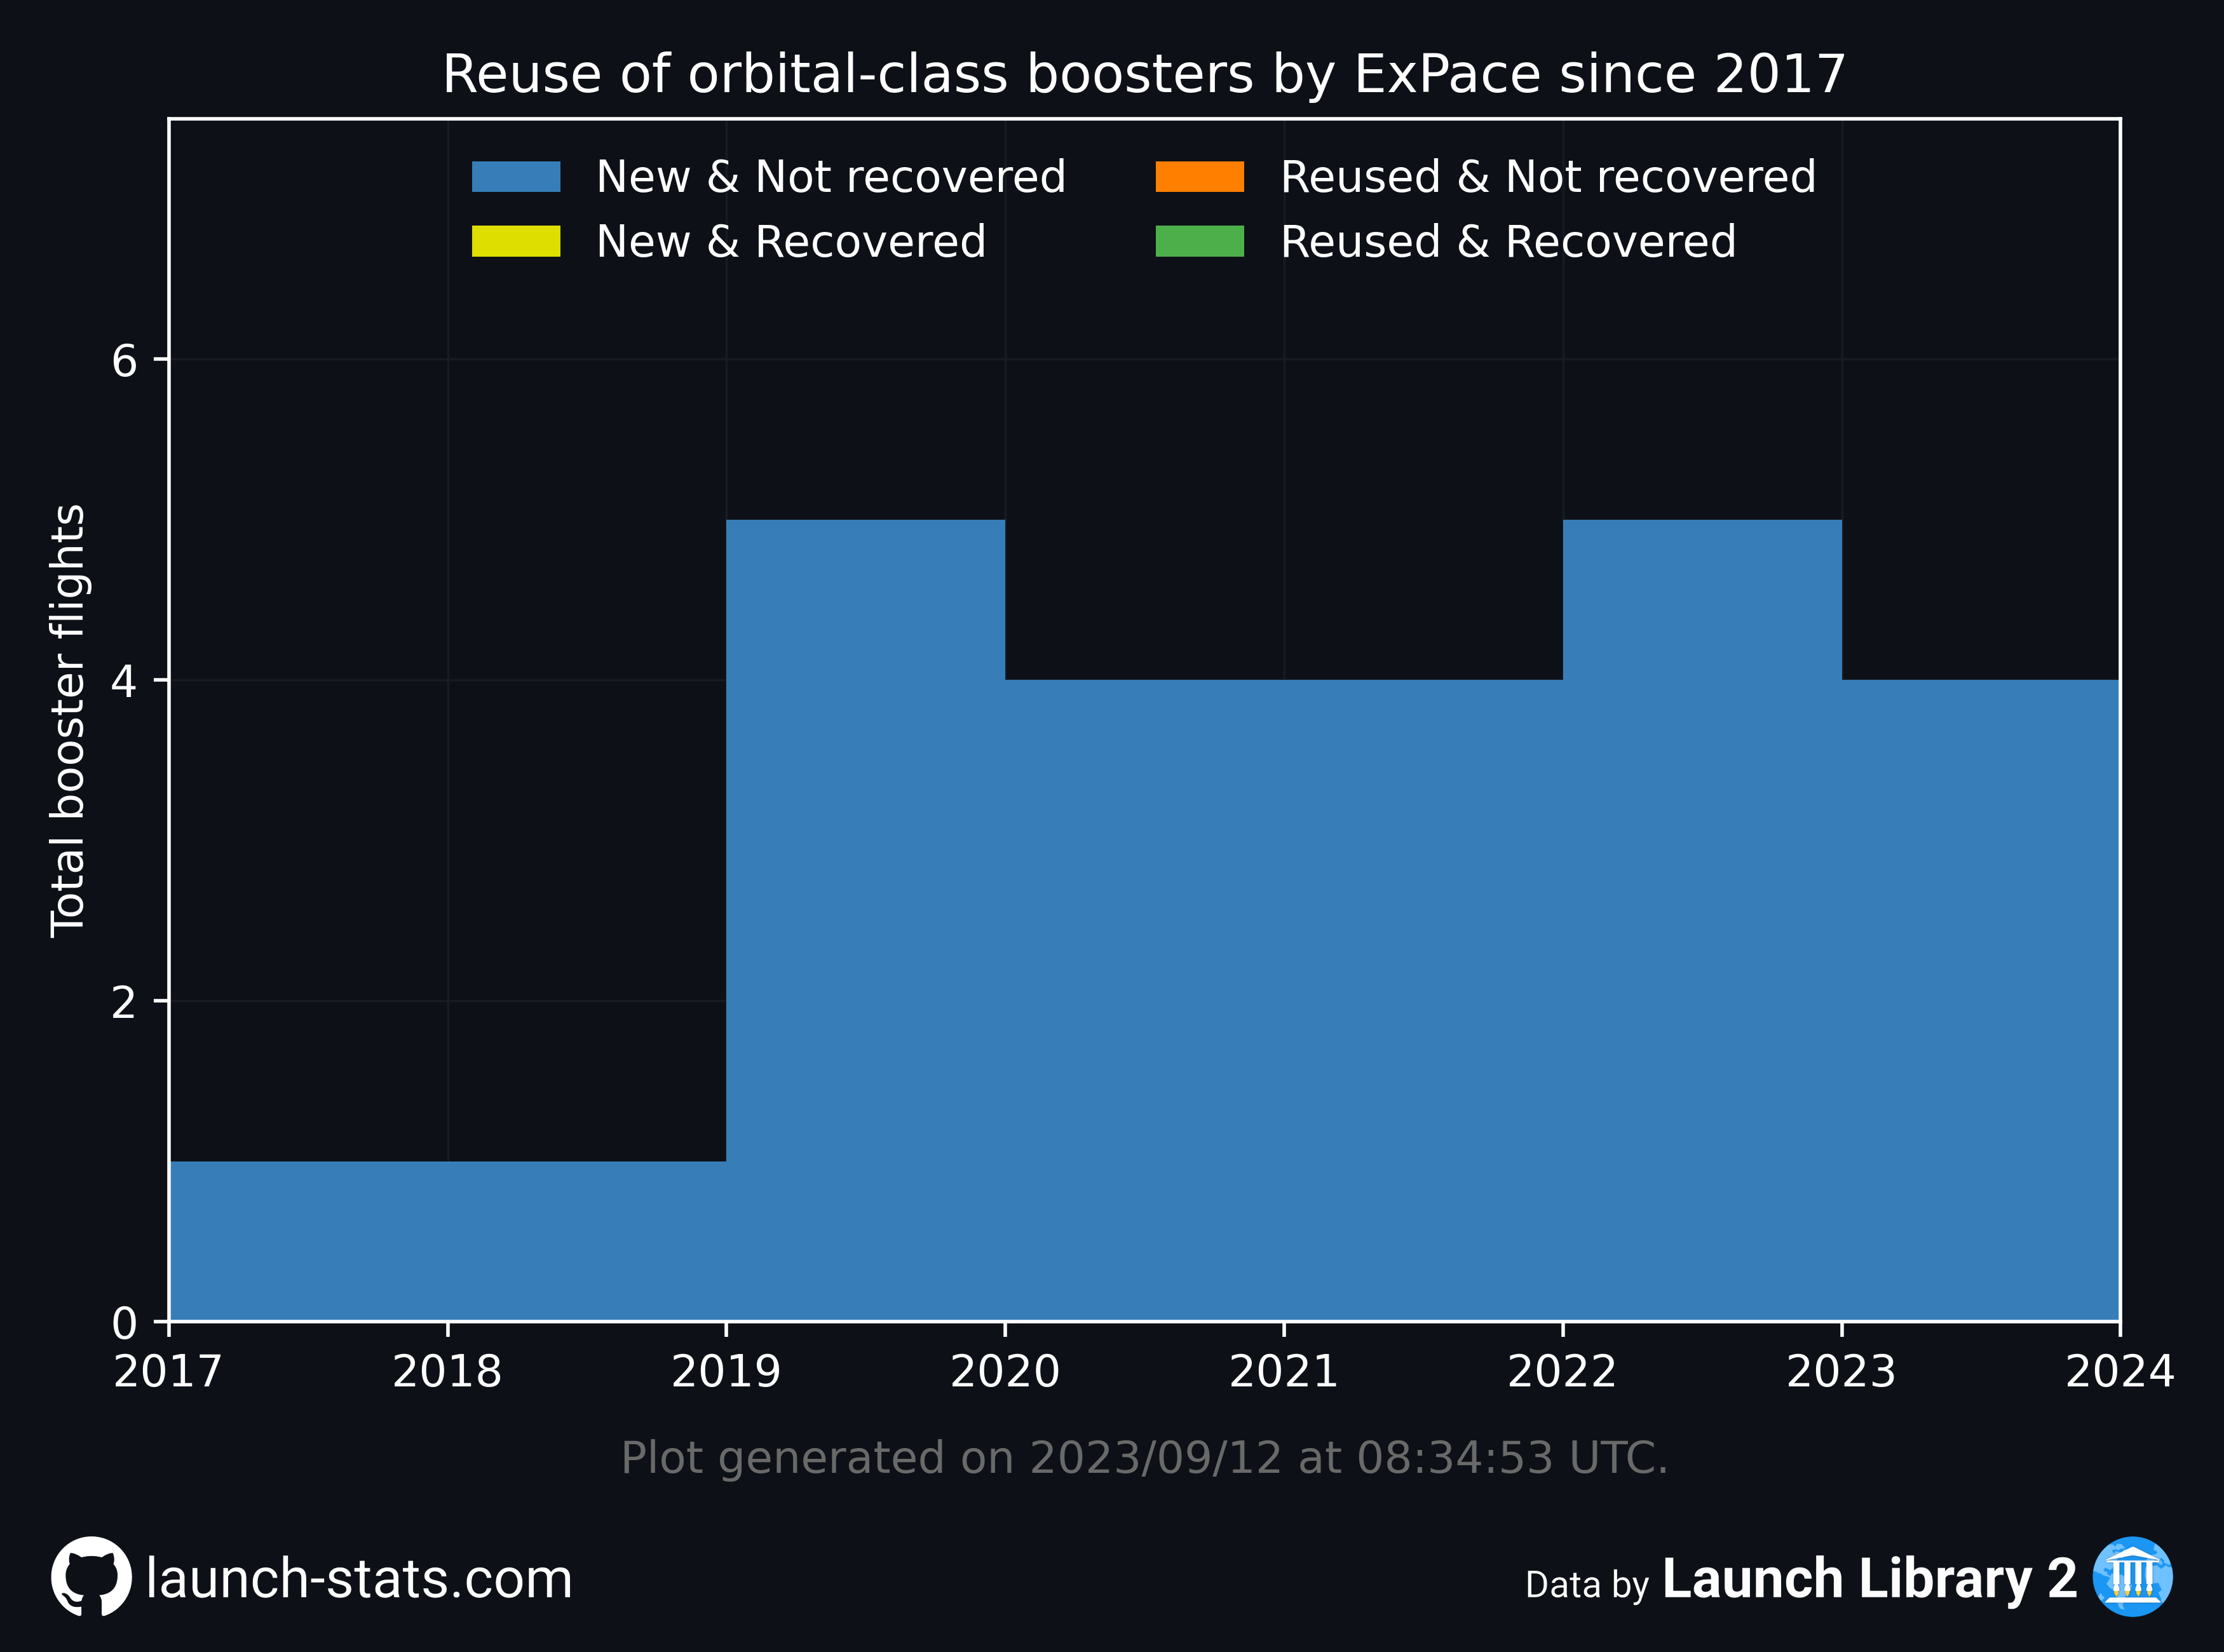 Reuse of orbital-class boosters by ExPace since 2017
New & Not recovered
New & Recovered
Reused & Not recovered
Reused & Recovered
Total booster flights
6
4
2
0
2017 2018 2019 2020 2021 2022 2023 2024
Plot generated on 2023/09/12 at 08:34:53 UTC.
launch-stats.com
Data by Launch Library 2